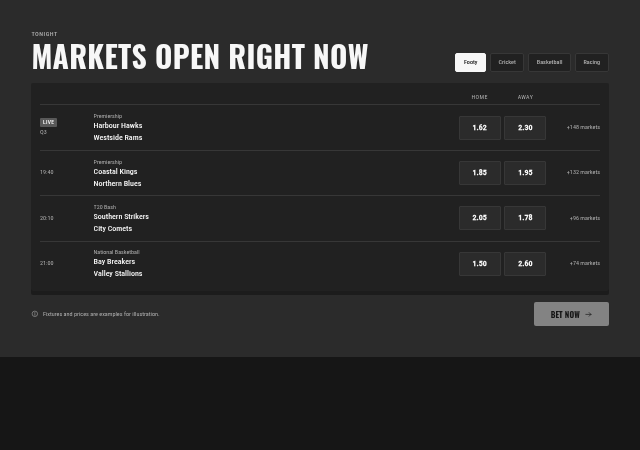 TONIGHT
MARKETS OPEN RIGHT NOW
Footy Cricket Basketball Racing
HOME AWAY
LIVE
Q3
Premiership
Harbour Hawks
Westside Rams
1.62 2.30 +148 markets
19:40
Premiership
Coastal Kings
Northern Blues
1.85 1.95 +132 markets
20:10
T20 Bash
Southern Strikers
City Comets
2.05 1.78 +96 markets
21:00
National Basketball
Bay Breakers
Valley Stallions
1.50 2.60 +74 markets
Fixtures and prices are examples for illustration.
BET NOW →